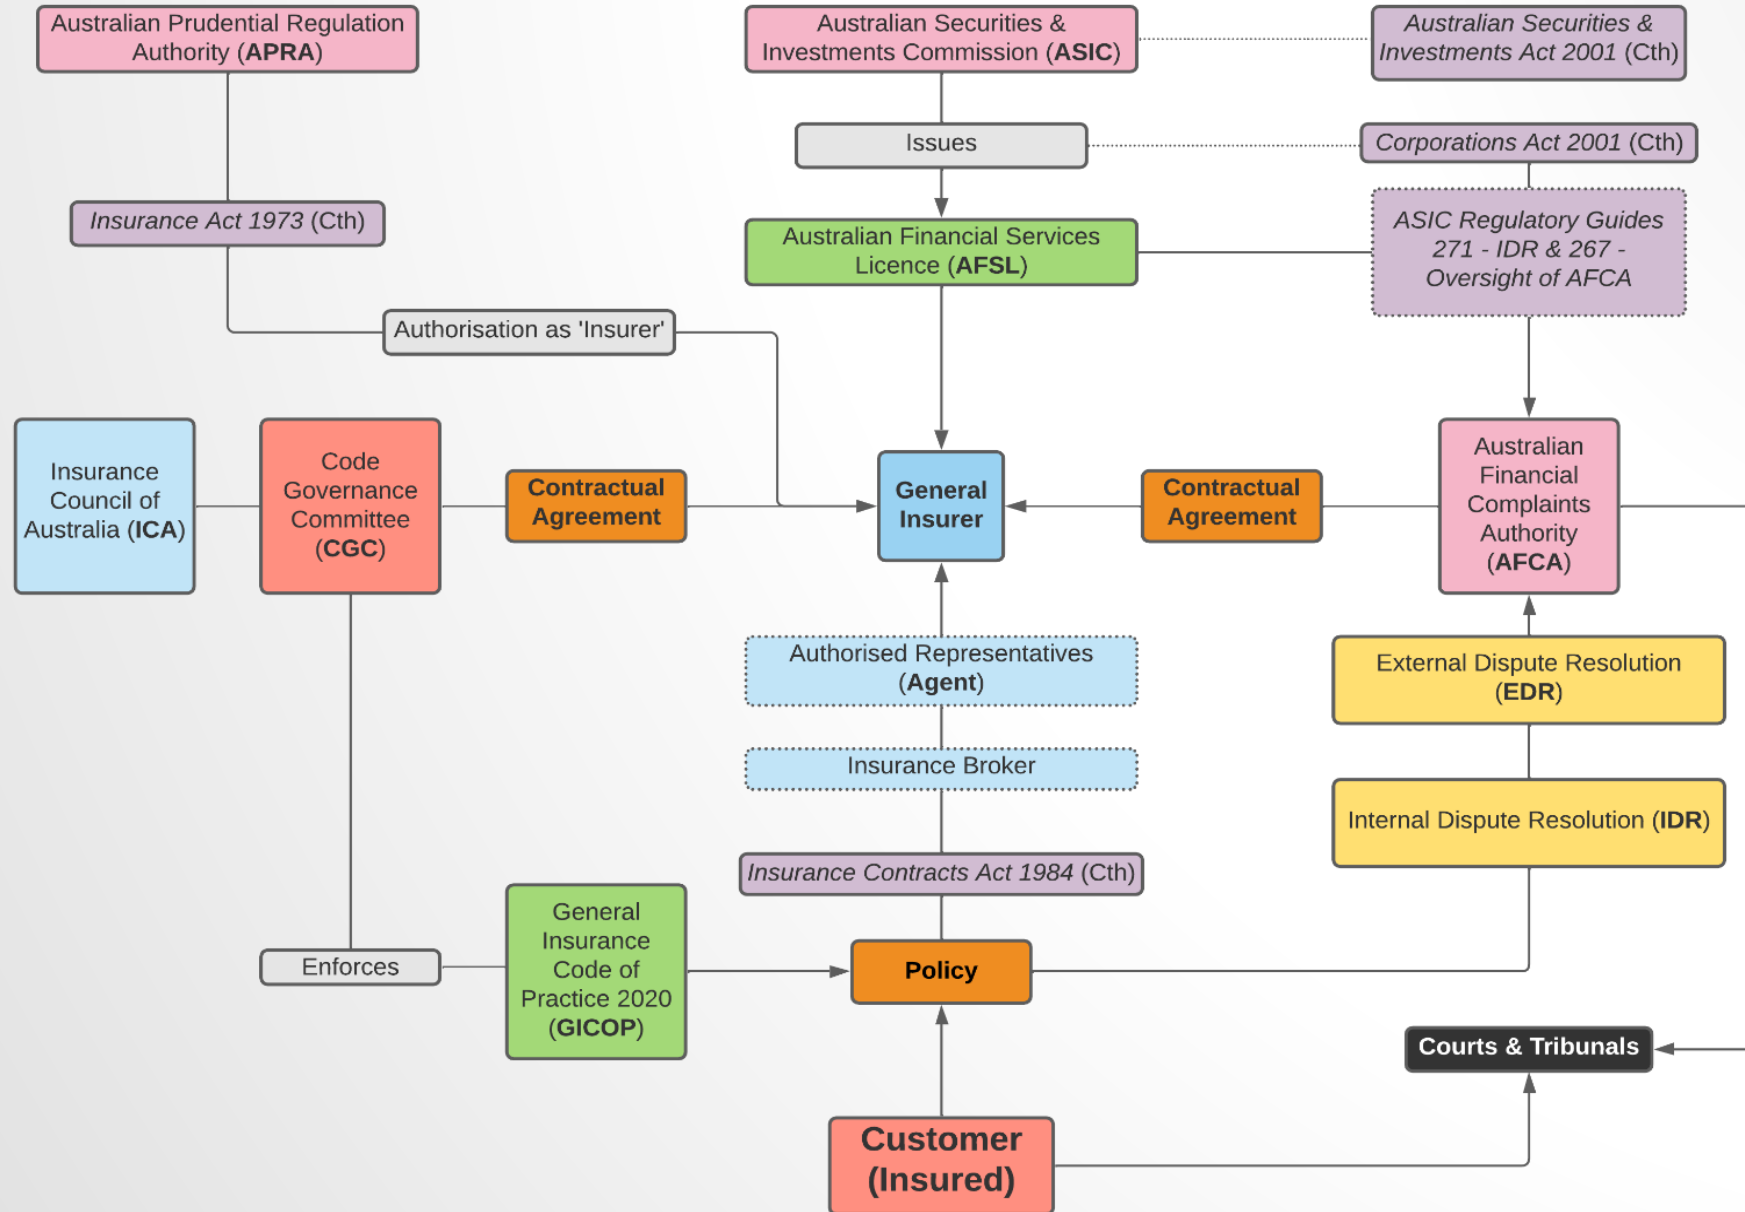 Australian Prudential Regulation
Authority (APRA)
Australian Securities &
Investments Commission (ASIC)
Australian Securities &
Investments Act 2001 (Cth)
Issues
Corporations Act 2001 (Cth)
Insurance Act 1973 (Cth)
Australian Financial Services
Licence (AFSL)
ASIC Regulatory Guides
271 - IDR & 267 -
Oversight of AFCA
Authorisation as 'Insurer'
Insurance
Council of
Australia (ICA)
Code
Governance
Committee
(CGC)
Contractual
Agreement
General
Insurer
Contractual
Agreement
Australian
Financial
Complaints
Authority
(AFCA)
Authorised Representatives
(Agent)
External Dispute Resolution
(EDR)
Insurance Broker
Internal Dispute Resolution (IDR)
Insurance Contracts Act 1984 (Cth)
Enforces
General
Insurance
Code of
Practice 2020
(GICOP)
Policy
Courts & Tribunals
Customer
(Insured)